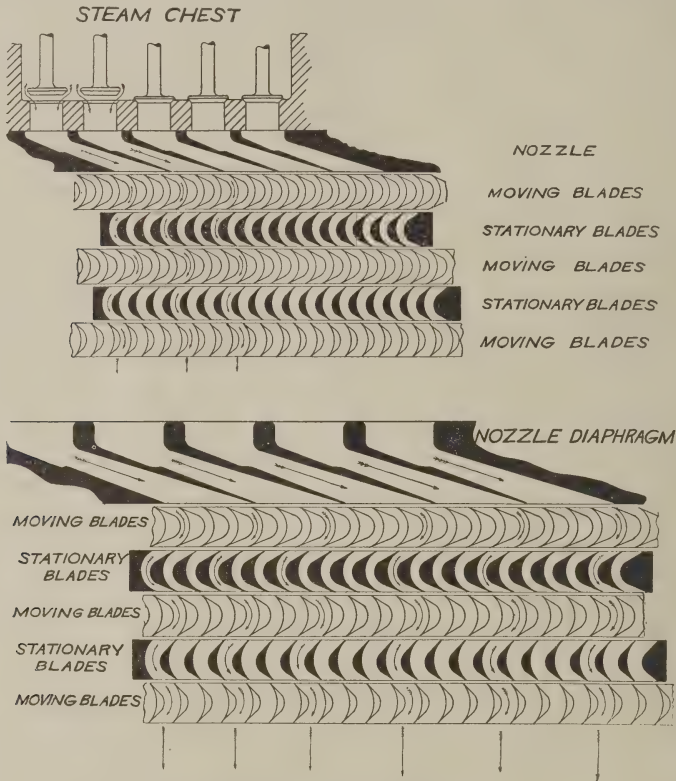 STEAM CHEST
NOZZLE
MOVING BLADES
STATIONARY BLADES
MOVING BLADES
STATIONARY BLADES
MOVING BLADES
NOZZLE DIAPHRAGM
MOVING BLADES
STATIONARY
BLADES
MOVING BLADES
STATIONARY
BLADES
MOVING BLADES